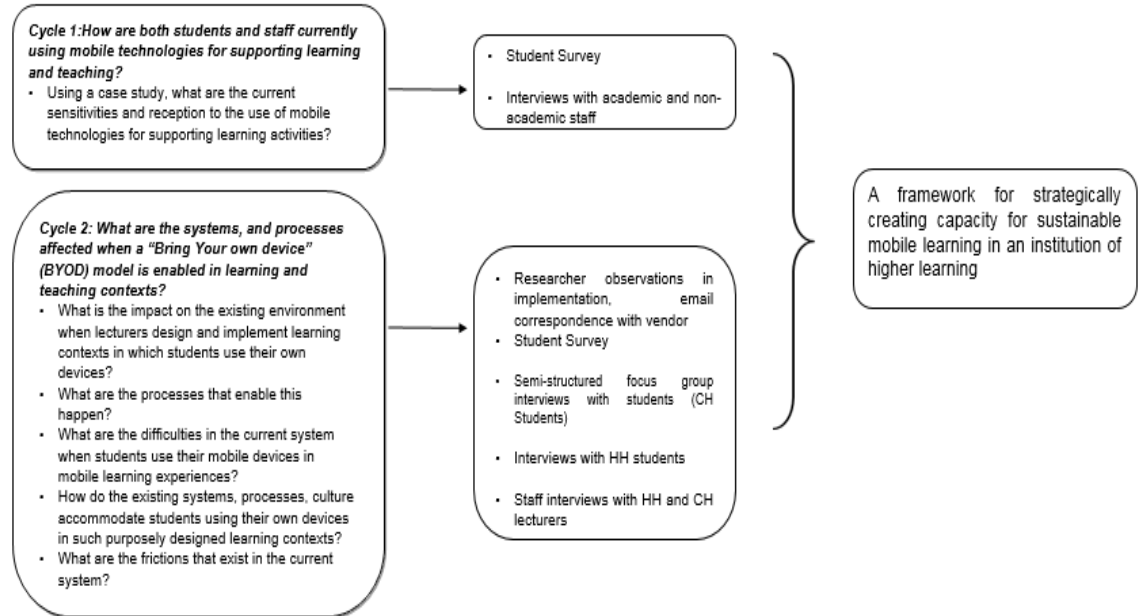 Cycle 1:How are both students and staff currently
using mobile technologies for supporting learning
and teaching?
• Using a case study, what are the current
sensitivities and reception to the use of mobile
technologies for supporting learning activities?
• Student Survey
• Interviews with academic and non-
academic staff
Cycle 2: What are the systems, and processes
affected when a “Bring Your own device”
(BYOD) model is enabled in learning and
teaching contexts?
• What is the impact on the existing environment
when lecturers design and implement learning
contexts in which students use their own
devices?
• What are the processes that enable this
happen?
• What are the difficulties in the current system
when students use their mobile devices in
mobile learning experiences?
• How do the existing systems, processes, culture
accommodate students using their own devices
in such purposely designed learning contexts?
• What are the frictions that exist in the current
system?
• Researcher observations in
implementation, email
correspondence with vendor
• Student Survey
• Semi-structured focus group
interviews with students (CH
Students)
• Interviews with HH students
• Staff interviews with HH and CH
lecturers
A framework for strategically
creating capacity for sustainable
mobile learning in an institution of
higher learning